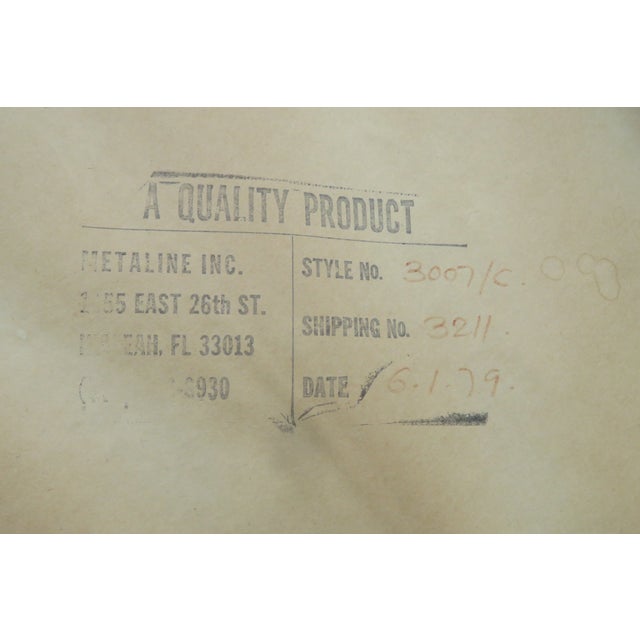 A QUALITY PRODUCT
METALINE INC.
EAST 26th ST.
FL 33013
STYLE No. 3007/C.
SHIPPING No. 3211.
DATE 6.1.79.